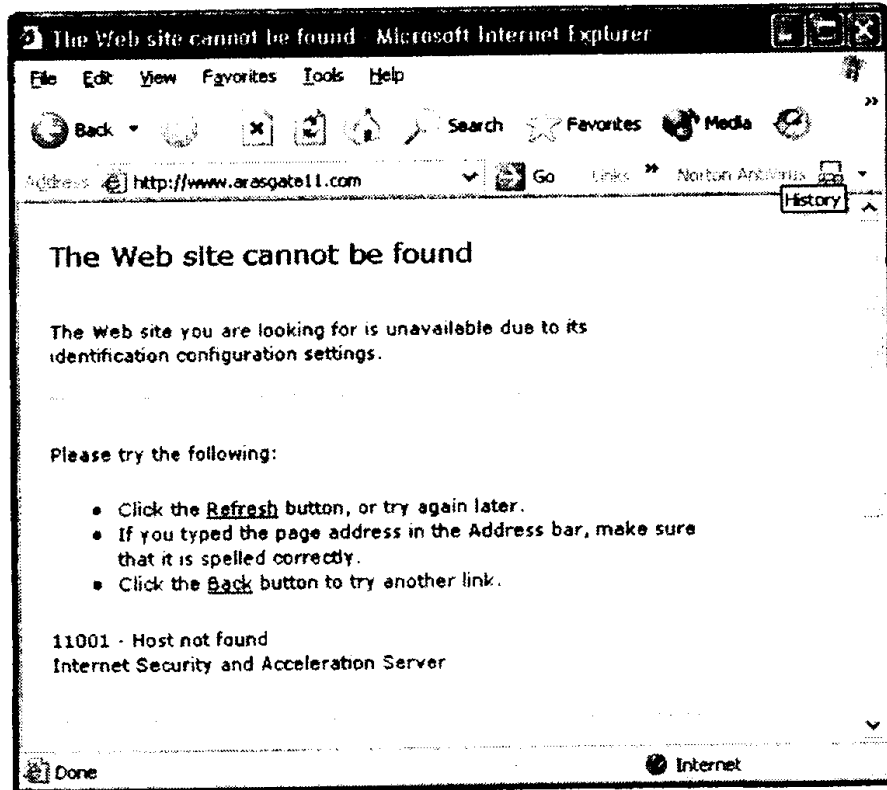 The Web site cannot be found - Microsoft Internet Explorer
File Edit View Favorites Tools Help
Back Search Favorites Media »
Address http://www.arasgate11.com Go Links » Norton AntiVirus
History
The Web site cannot be found
The Web site you are looking for is unavailable due to its
identification configuration settings.
Please try the following:
• Click the Refresh button, or try again later.
• If you typed the page address in the Address bar, make sure
that it is spelled correctly.
• Click the Back button to try another link.
11001 - Host not found
Internet Security and Acceleration Server
Done Internet